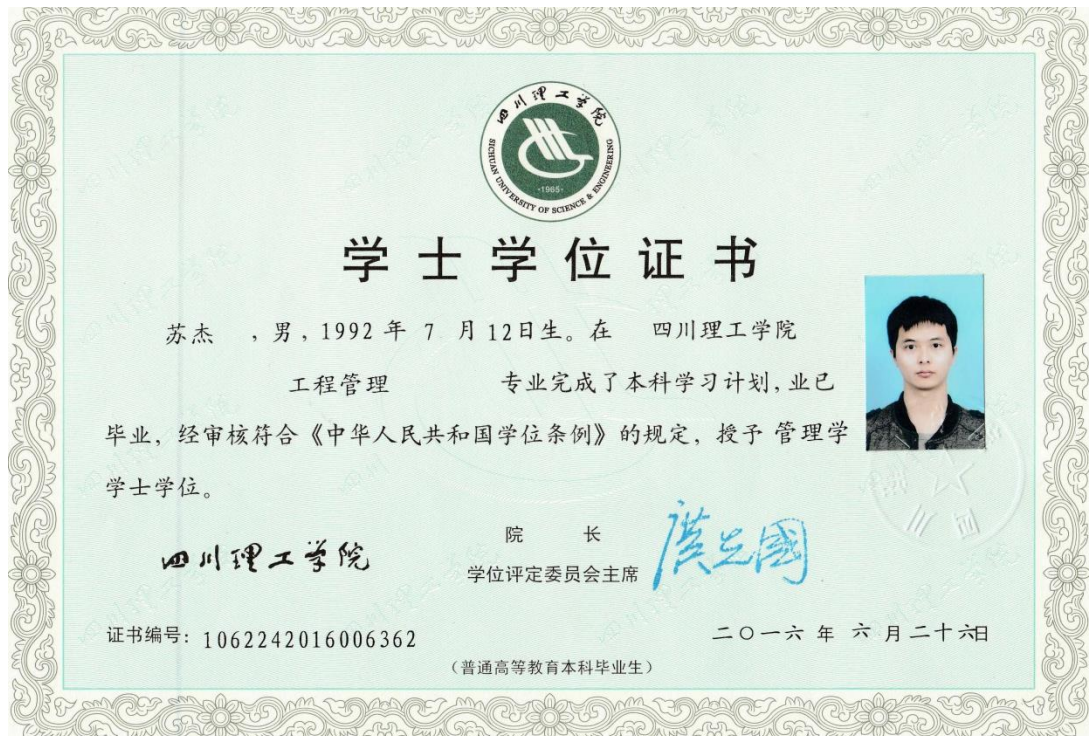 四川理工学院
SICHUAN UNIVERSITY OF SCIENCE & ENGINEERING
·1965·
学士学位证书
苏杰 ，男，1992 年 7 月 12日生。在 四川理工学院
工程管理 专业完成了本科学习计划，业已
毕业，经审核符合《中华人民共和国学位条例》的规定，授予 管理学
学士学位。
四川理工学院
院 长
学位评定委员会主席
证书编号：1062242016006362
二〇一六 年 六 月二十六日
（普通高等教育本科毕业生）